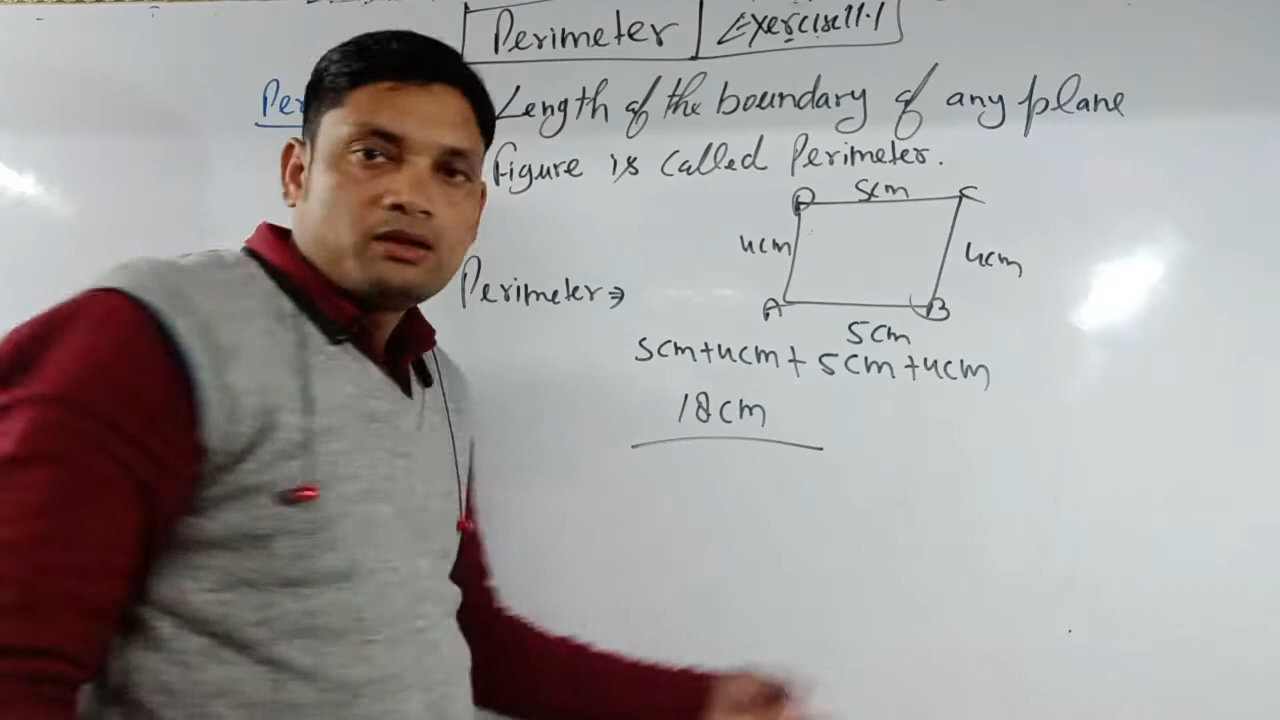 Perimeter Exercise 11.1
Per
Length of the boundary of any plane
Figure is called Perimeter.
D 5cm C
4cm 4cm
Perimeter ⇒
A B
5cm
5cm+4cm+5cm+4cm
18cm